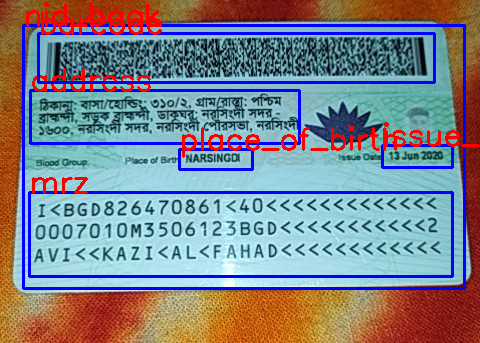 nid_back
barcode
address
ঠিকানা: বাসা/হোল্ডিং: ৩১০/২, গ্রাম/রাস্তা: পশ্চিম
ব্রাহ্মন্দী, সড়ক ব্রাহ্মন্দী, ডাকঘর: নরসিংদী সদর -
১৬০০, নরসিংদী সদর, নরসিংদী পৌরসভা, নরসিংদী
place_of_birth
issue_
Blood Group:
Place of Birth:
NARSINGDI
Issue Date:
13 Jun 2020
mrz
I<BGD826470861<40<<<<<<<<<<<<<
0007010M3506123BGD<<<<<<<<<<<2
AVI<<KAZI<AL<FAHAD<<<<<<<<<<<<